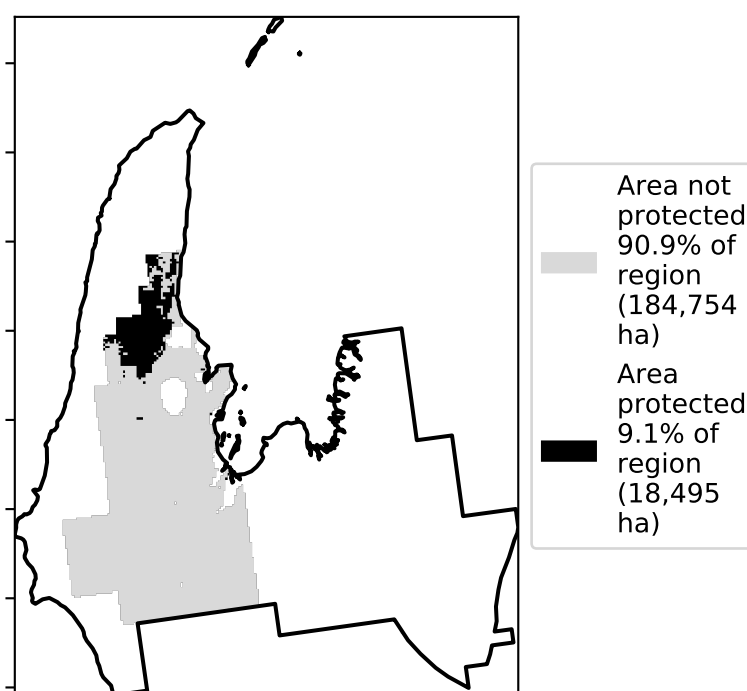 Area not
protected
90.9% of
region
(184,754
ha)
Area
protected
9.1% of
region
(18,495
ha)